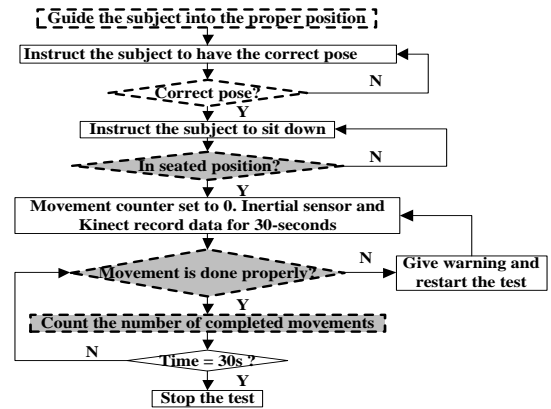 Guide the subject into the proper position
Instruct the subject to have the correct pose
N
Correct pose?
Y
Instruct the subject to sit down
In seated position?
N
Y
Movement counter set to 0. Inertial sensor and
Kinect record data for 30-seconds
Movement is done properly?
N
Give warning and
restart the test
Y
Count the number of completed movements
N
Time = 30s ?
Y
Stop the test